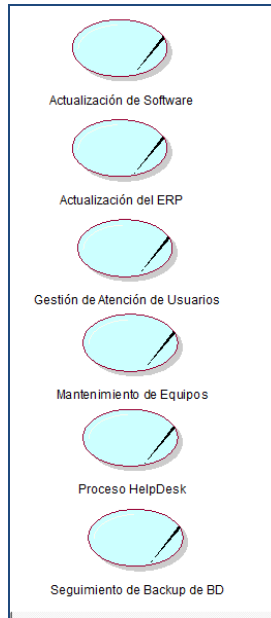 Actualización de Software
Actualización del ERP
Gestión de Atención de Usuarios
Mantenimiento de Equipos
Proceso HelpDesk
Seguimiento de Backup de BD